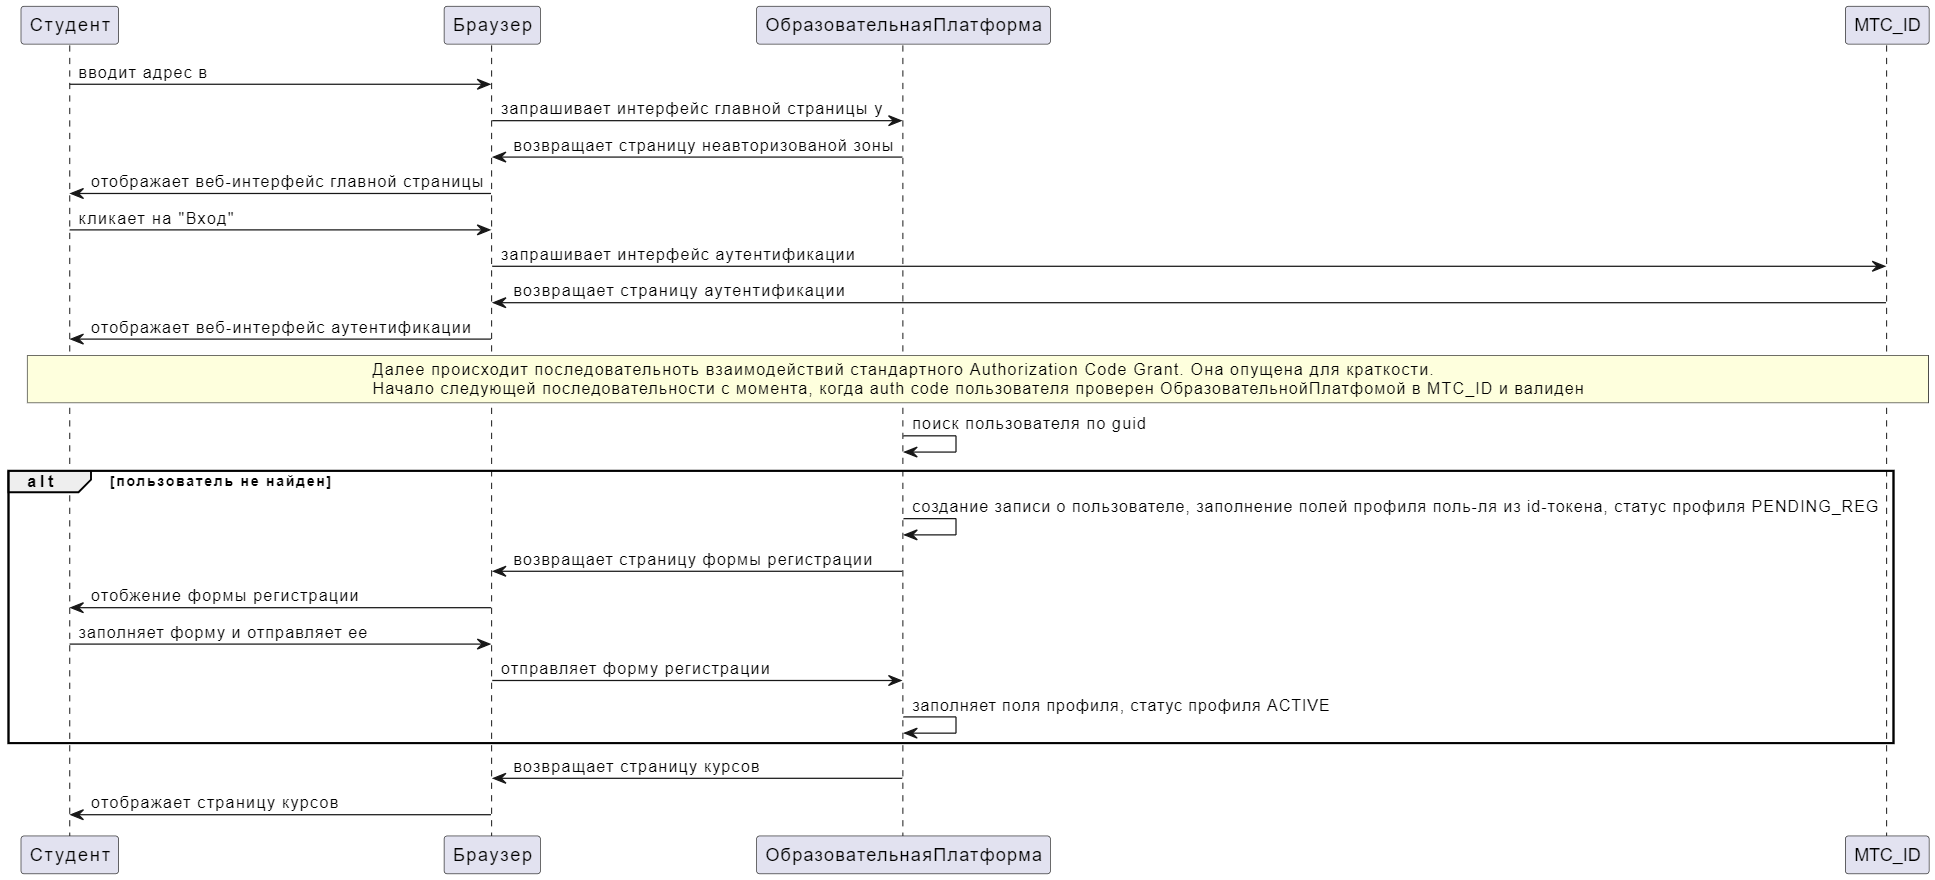 Студент Браузер ОбразовательнаяПлатформа МТС_ID
вводит адрес в
запрашивает интерфейс главной страницы у
возвращает страницу неавторизованой зоны
отображает веб-интерфейс главной страницы
кликает на "Вход"
запрашивает интерфейс аутентификации
возвращает страницу аутентификации
отображает веб-интерфейс аутентификации
Далее происходит последовательноть взаимодействий стандартного Authorization Code Grant. Она опущена для краткости.
Начало следующей последовательности с момента, когда auth code пользователя проверен ОбразовательнойПлатфомой в МТС_ID и валиден
поиск пользователя по guid
alt [пользователь не найден]
создание записи о пользователе, заполнение полей профиля поль-ля из id-токена, статус профиля PENDING_REG
возвращает страницу формы регистрации
отобжение формы регистрации
заполняет форму и отправляет ее
отправляет форму регистрации
заполняет поля профиля, статус профиля ACTIVE
возвращает страницу курсов
отображает страницу курсов
Студент Браузер ОбразовательнаяПлатформа МТС_ID